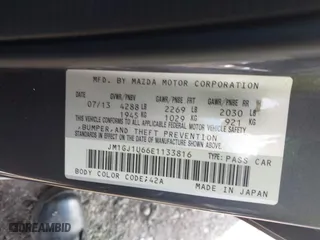 MFD. BY MAZDA MOTOR CORPORATION
07/13 GVWR/PNBV GAWR/PNBE FRT/AVT GAWR/PNBE RR/ARR
4288 LB 2269 LB 2030 LB
1945 KG 1029 KG 921 KG
THIS VEHICLE CONFORMS TO ALL APPLICABLE
FEDERAL MOTOR VEHICLE SAFETY,
BUMPER, AND THEFT PREVENTION
STANDARDS IN EFFECT ON THE DATE OF
MANUFACTURE SHOWN ABOVE.
JM1GJ1U66E1133816 TYPE:PASS CAR
BODY COLOR CODE:42A MADE IN JAPAN